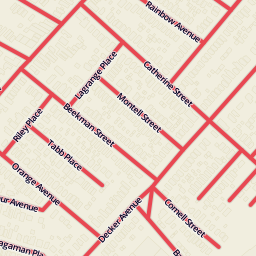 Rainbow Avenue
Catherine Street
Lagrange Place
Montell Street
Beekman Street
Riley Place
Tabb Place
Orange Avenue
Avenue
Decker Avenue
Cornell Street